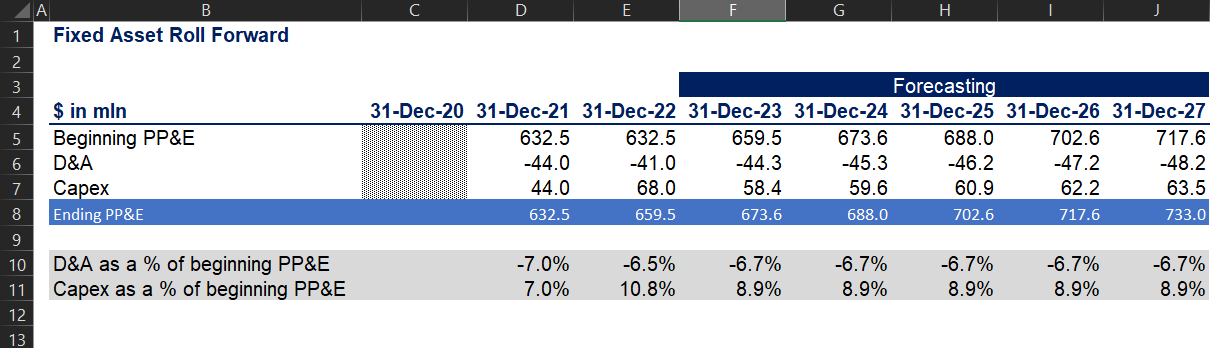 A B C D E F G H I J
1 Fixed Asset Roll Forward
2
3 Forecasting
4 $ in mln 31-Dec-20 31-Dec-21 31-Dec-22 31-Dec-23 31-Dec-24 31-Dec-25 31-Dec-26 31-Dec-27
5 Beginning PP&E 632.5 632.5 659.5 673.6 688.0 702.6 717.6
6 D&A -44.0 -41.0 -44.3 -45.3 -46.2 -47.2 -48.2
7 Capex 44.0 68.0 58.4 59.6 60.9 62.2 63.5
8 Ending PP&E 632.5 659.5 673.6 688.0 702.6 717.6 733.0
9
10 D&A as a % of beginning PP&E -7.0% -6.5% -6.7% -6.7% -6.7% -6.7% -6.7%
11 Capex as a % of beginning PP&E 7.0% 10.8% 8.9% 8.9% 8.9% 8.9% 8.9%
12
13